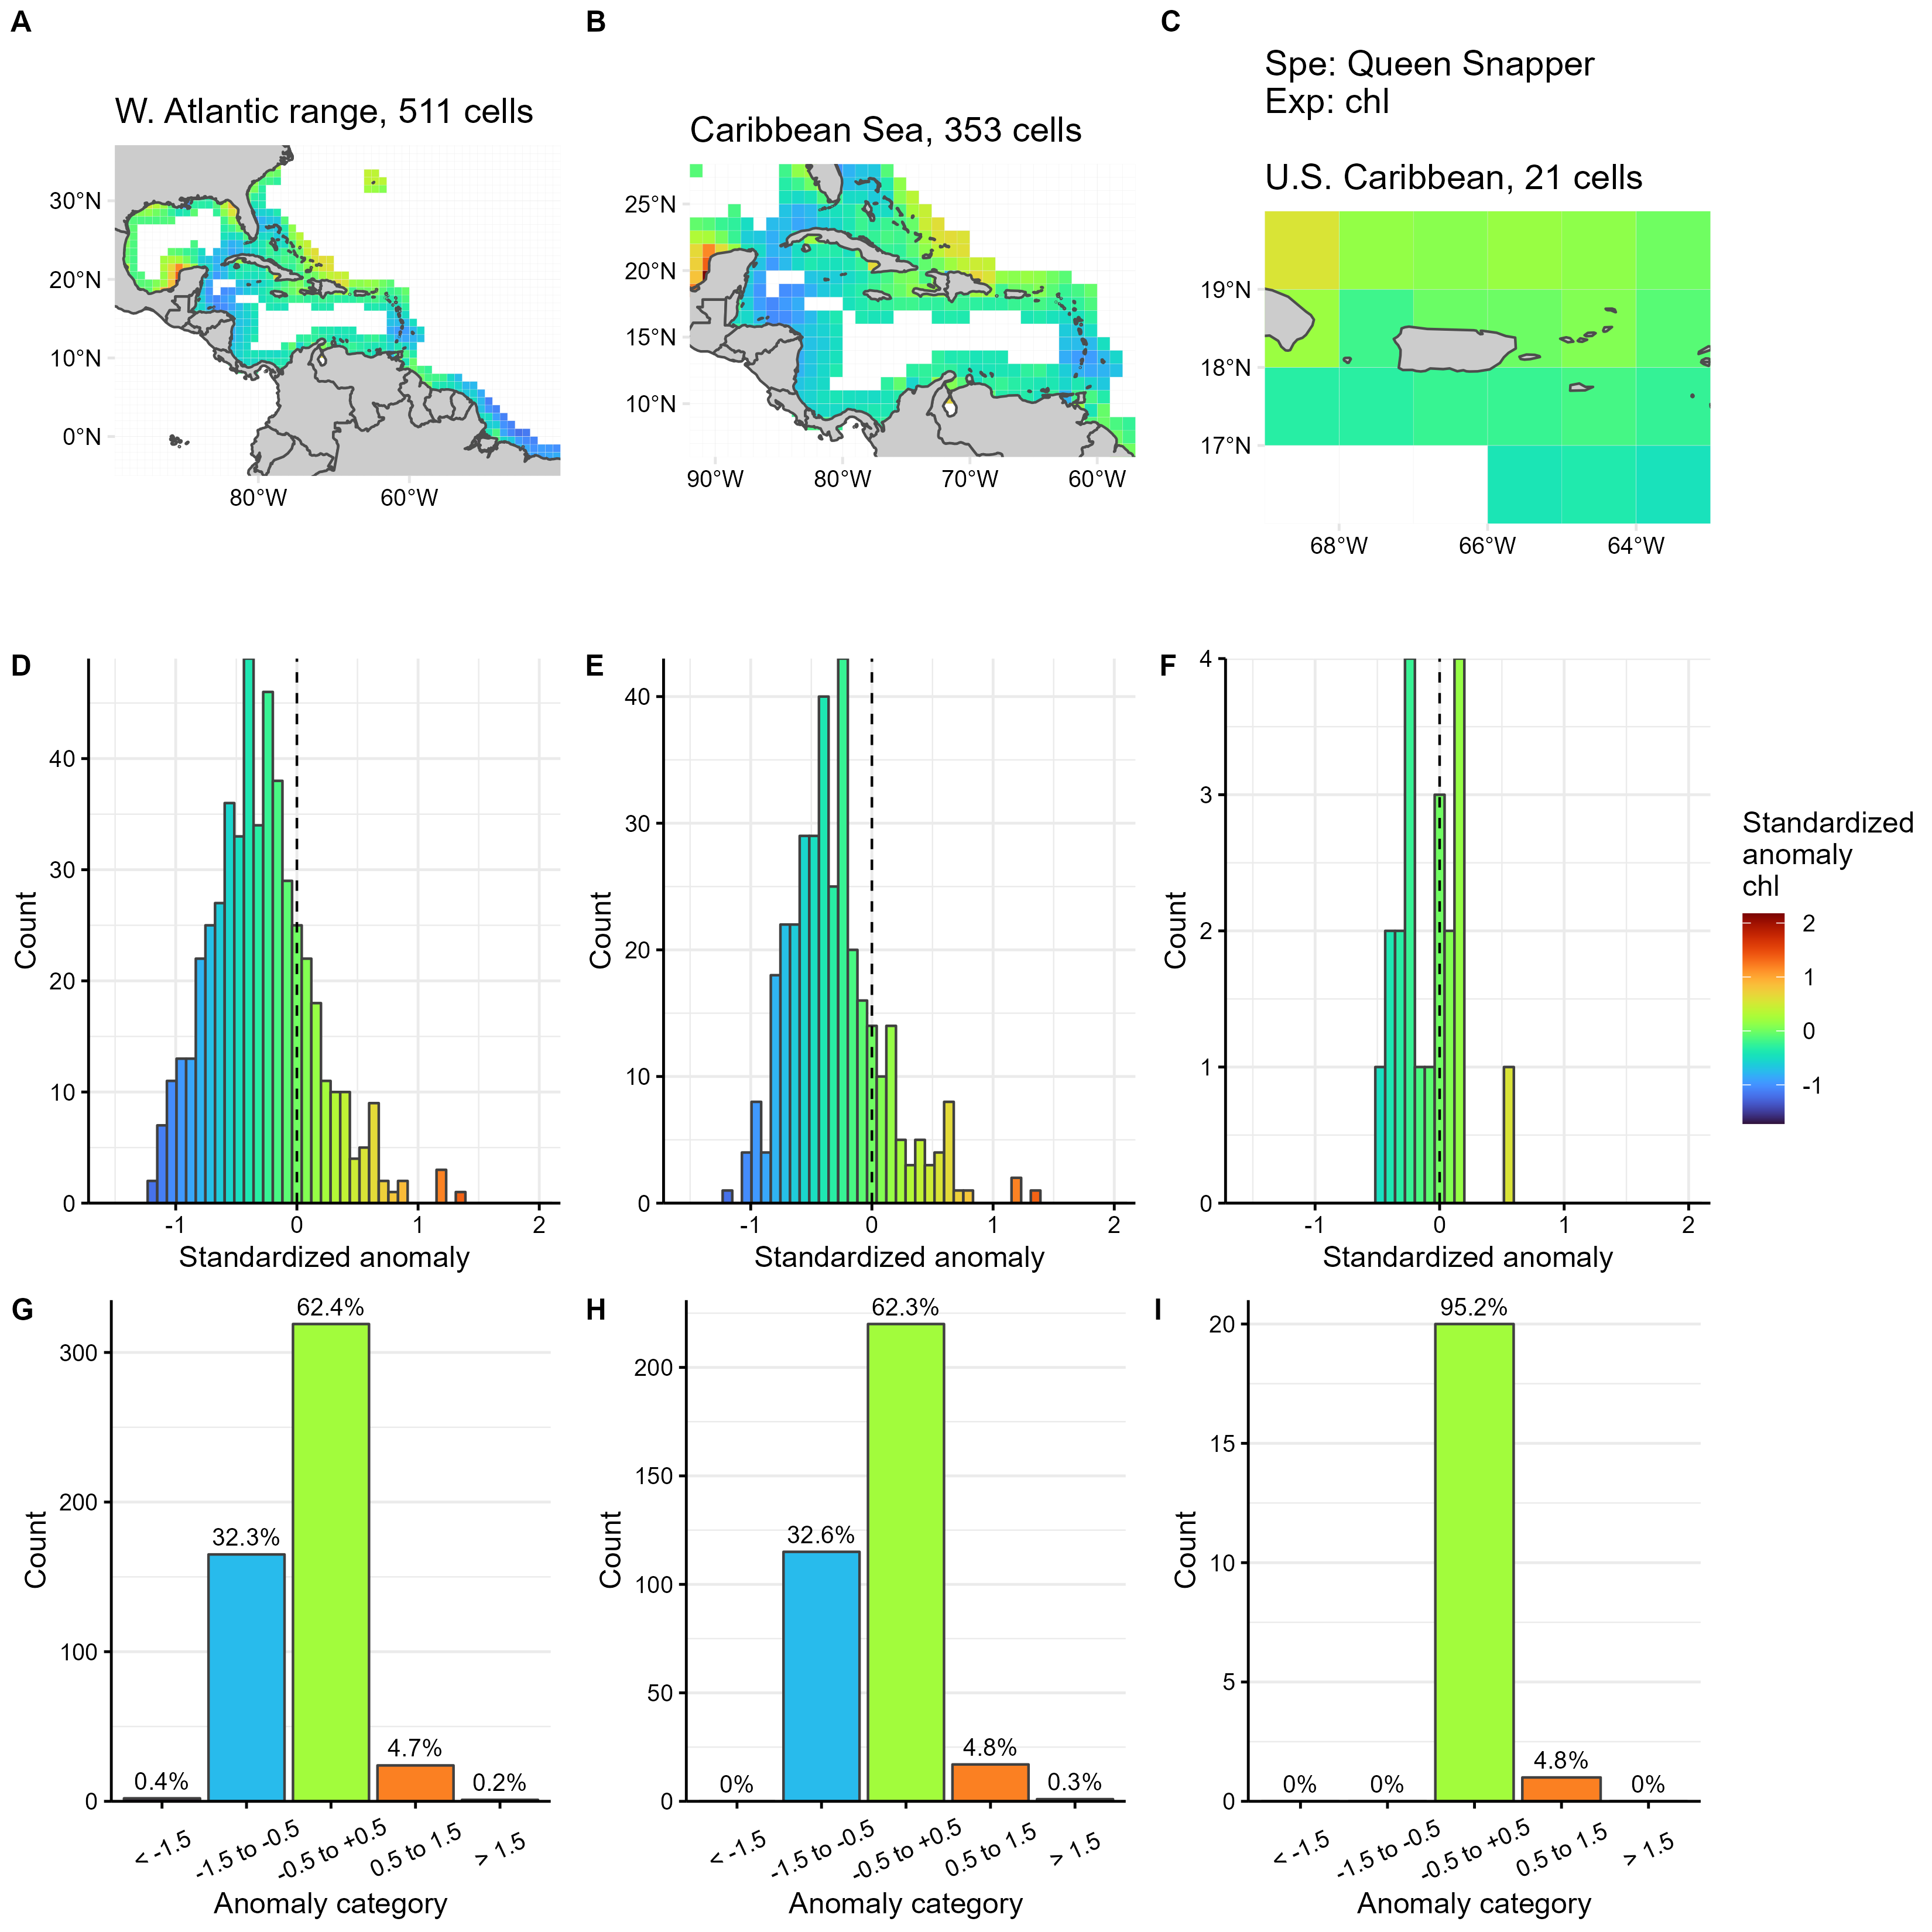 A
B
C
W. Atlantic range, 511 cells
Caribbean Sea, 353 cells
Spe: Queen Snapper
Exp: chl
U.S. Caribbean, 21 cells
30°N
20°N
10°N
0°N
80°W
60°W
25°N
20°N
15°N
10°N
90°W
80°W
70°W
60°W
19°N
18°N
17°N
68°W
66°W
64°W
D
Count
40
30
20
10
0
-1
0
1
2
Standardized anomaly
E
Count
40
30
20
10
0
-1
0
1
2
Standardized anomaly
F
Count
4
3
2
1
0
-1
0
1
2
Standardized anomaly
Standardized
anomaly
chl
2
1
0
-1
G
Count
300
200
100
0
0.4%
32.3%
62.4%
4.7%
0.2%
< -1.5
-1.5 to -0.5
-0.5 to +0.5
0.5 to 1.5
> 1.5
Anomaly category
H
Count
200
150
100
50
0
0%
32.6%
62.3%
4.8%
0.3%
< -1.5
-1.5 to -0.5
-0.5 to +0.5
0.5 to 1.5
> 1.5
Anomaly category
I
Count
20
15
10
5
0
0%
0%
95.2%
4.8%
0%
< -1.5
-1.5 to -0.5
-0.5 to +0.5
0.5 to 1.5
> 1.5
Anomaly category